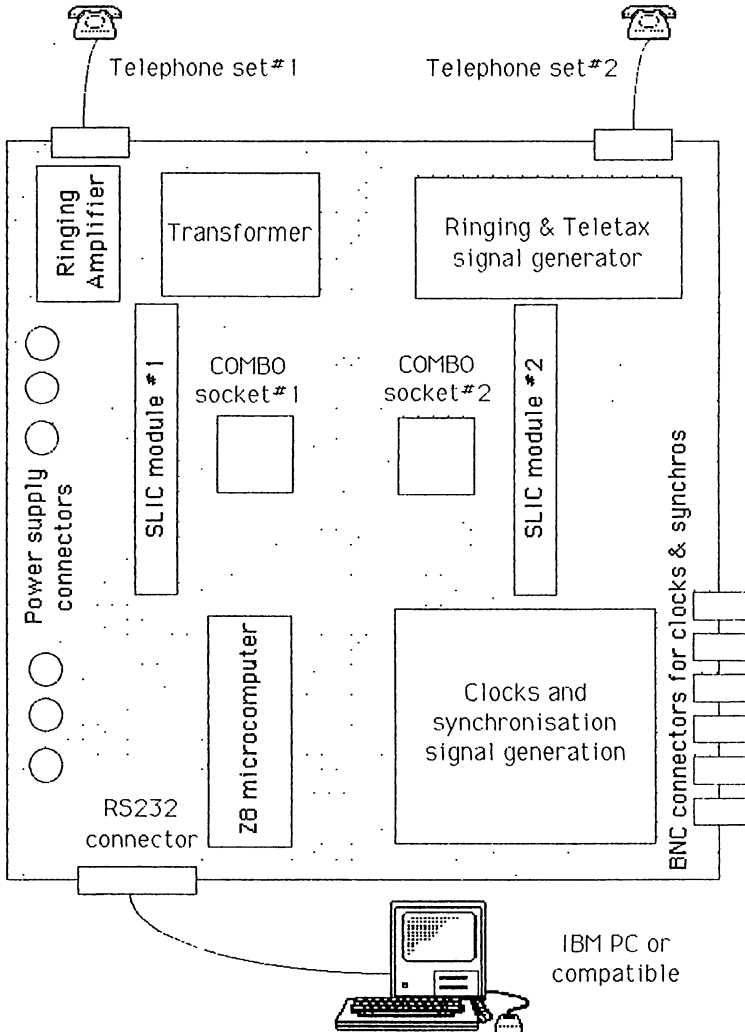 Telephone set#1
Telephone set#2
Ringing
Amplifier
Transformer
Ringing & Teletax
signal generator
SLIC module #1
COMBO
socket#1
COMBO
socket#2
SLIC module #2
Power supply
connectors
BNC connectors for clocks & synchros
Z8 microcomputer
Clocks and
synchronisation
signal generation
RS232
connector
IBM PC or
compatible